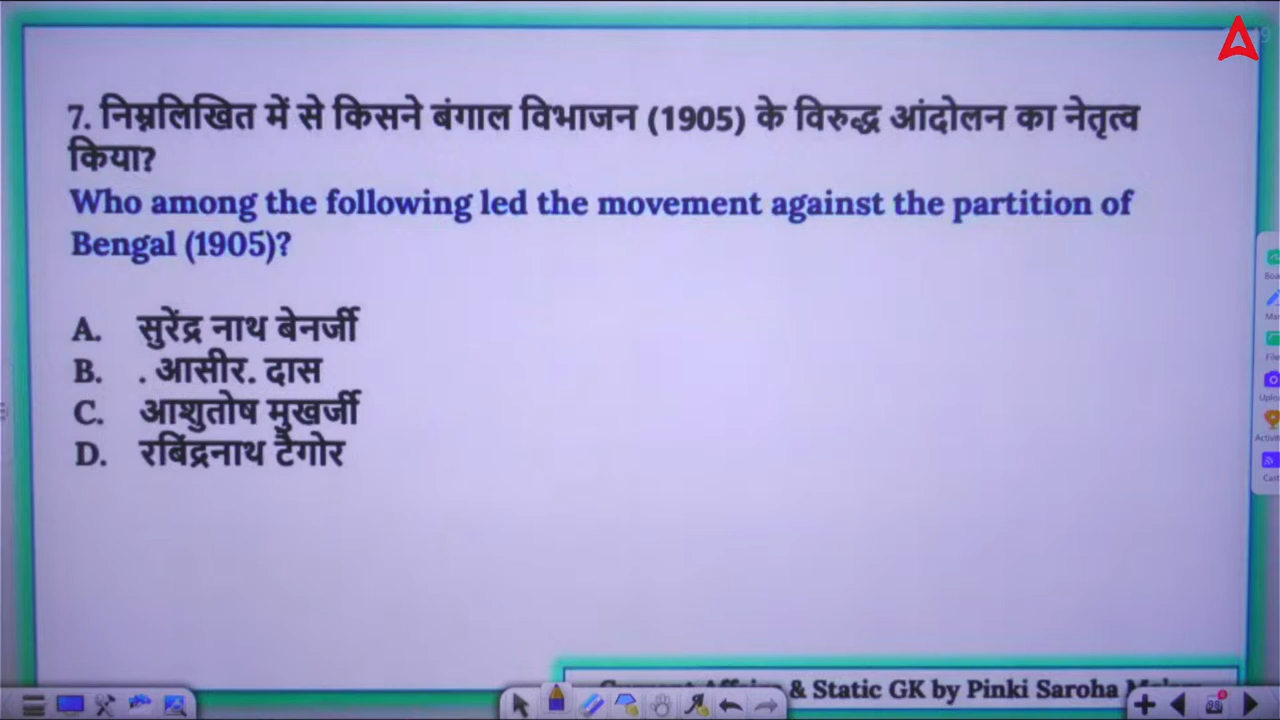 7. निम्नलिखित में से किसने बंगाल विभाजन (1905) के विरुद्ध आंदोलन का नेतृत्व
किया?
Who among the following led the movement against the partition of
Bengal (1905)?
A. सुरेंद्र नाथ बेनर्जी
B. . आसीर. दास
C. आशुतोष मुखर्जी
D. रबिंद्रनाथ टैगोर
& Static GK by Pinki Saroha